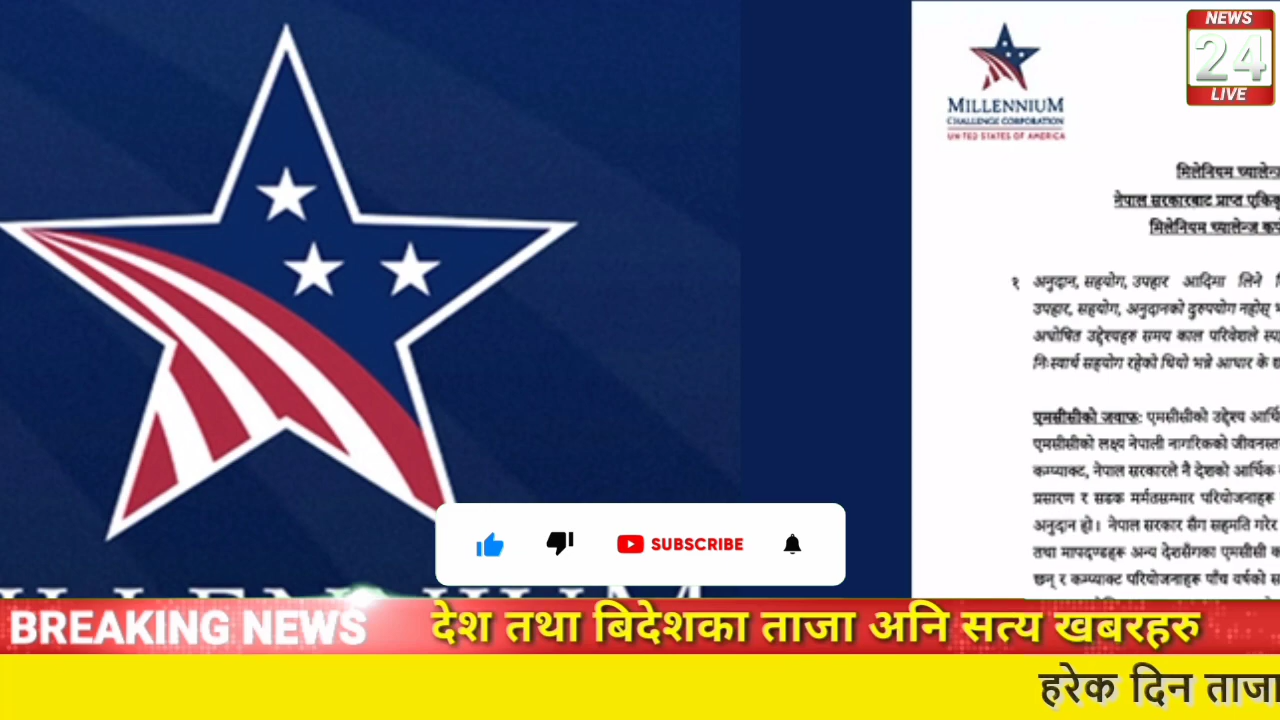 NEWS
24
LIVE
MILLENNIUM
CHALLENGE CORPORATION
UNITED STATES OF AMERICA
मिलेनियम च्यालेन्ज
नेपाल सरकारबाट प्राप्त
मिलेनियम च्यालेन्ज
१ अनुदान, सहयोग, उपहार आदिमा लिने
उपहार, सहयोग, अनुदानको दुरुपयोग नहोस्
अघोषित उद्देश्यहरु समय काल परिवेशले
निःस्वार्थ सहयोग रहेको थियो भन्ने आधार के
एमसीसीको जवाफ: एमसीसीको उद्देश्य
एमसीसीको लक्ष्य नेपाली नागरिकको
कम्प्याक्ट, नेपाल सरकारले नै देशको आर्थिक
प्रसारण र सडक मर्मतसम्भार परियोजनाहरू
अनुदान हो। नेपाल सरकार सँग सहमति गरेर
तथा मापदण्डहरू अन्य देशसँगका एमसीसी
छन् र कम्प्याक्ट परियोजनाहरू पाँच वर्षको
SUBSCRIBE
BREAKING NEWS देश तथा बिदेशका ताजा अनि सत्य खबरहरु
हरेक दिन ताजा